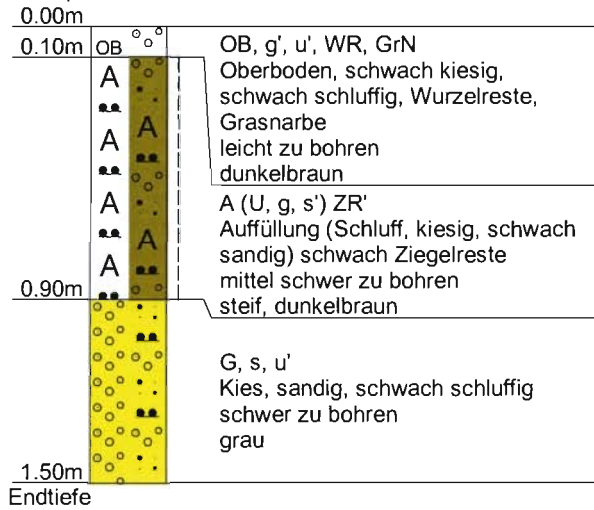 0.00m
0.10m
OB
OB, g', u', WR, GrN
Oberboden, schwach kiesig,
schwach schluffig, Wurzelreste,
Grasnarbe
leicht zu bohren
dunkelbraun
A
A
A
A
A
A
A (U, g, s') ZR'
Auffüllung (Schluff, kiesig, schwach
sandig) schwach Ziegelreste
mittel schwer zu bohren
steif, dunkelbraun
0.90m
G, s, u'
Kies, sandig, schwach schluffig
schwer zu bohren
grau
1.50m
Endtiefe